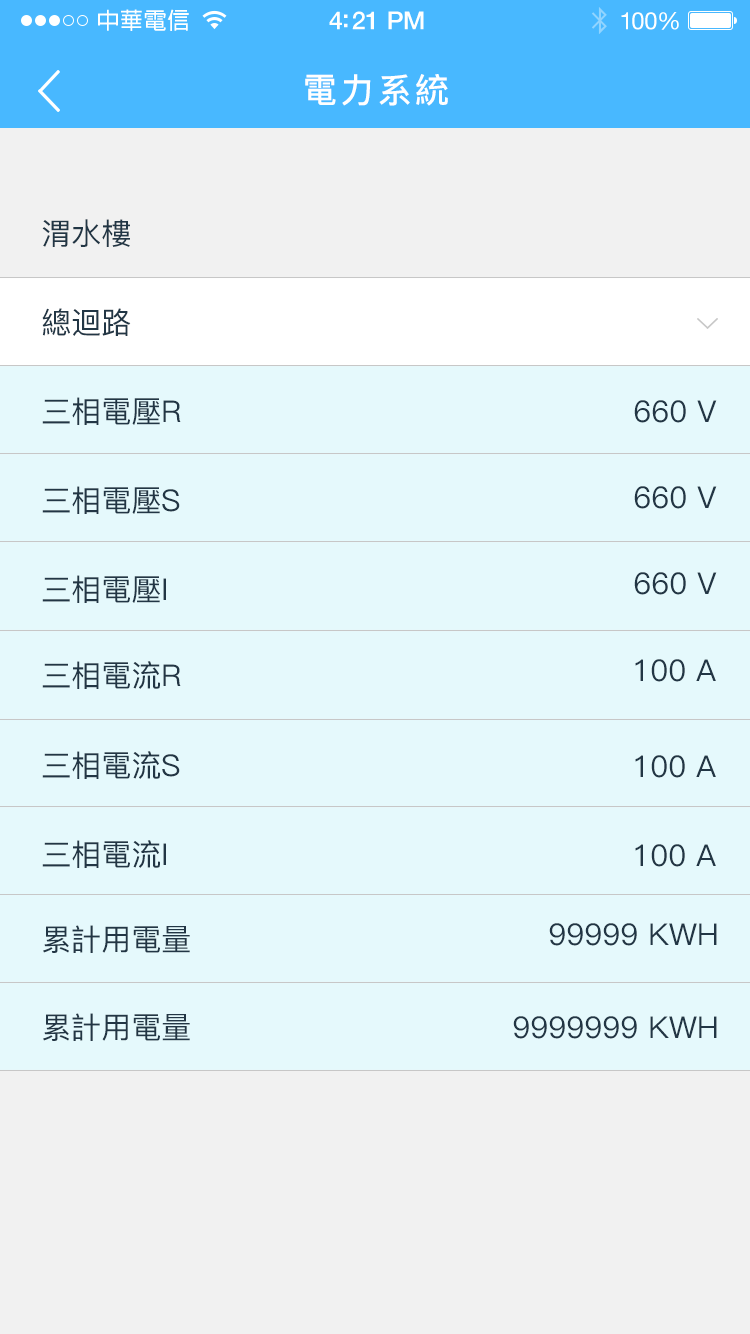 中華電信 4:21 PM 100%
電力系統
渭水樓
總迴路
三相電壓R 660 V
三相電壓S 660 V
三相電壓I 660 V
三相電流R 100 A
三相電流S 100 A
三相電流I 100 A
累計用電量 99999 KWH
累計用電量 9999999 KWH